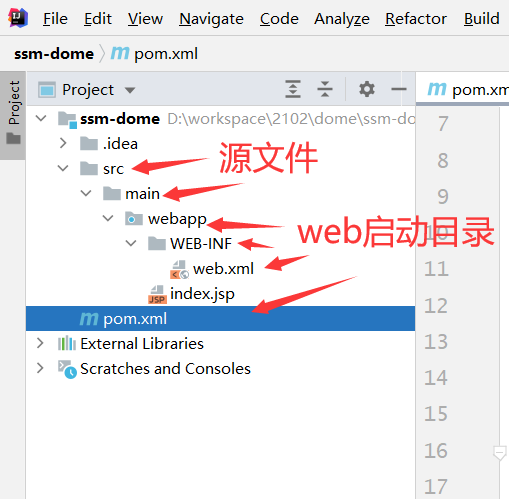 File Edit View Navigate Code Analyze Refactor Build
ssm-dome pom.xml
Project
Project
pom.xm
ssm-dome D:\workspace\2102\dome\ssm-do
.idea
src
源文件
main
webapp
web启动目录
WEB-INF
web.xml
index.jsp
pom.xml
External Libraries
Scratches and Consoles
7
8
9
10
11
12
13
14
15
16
17